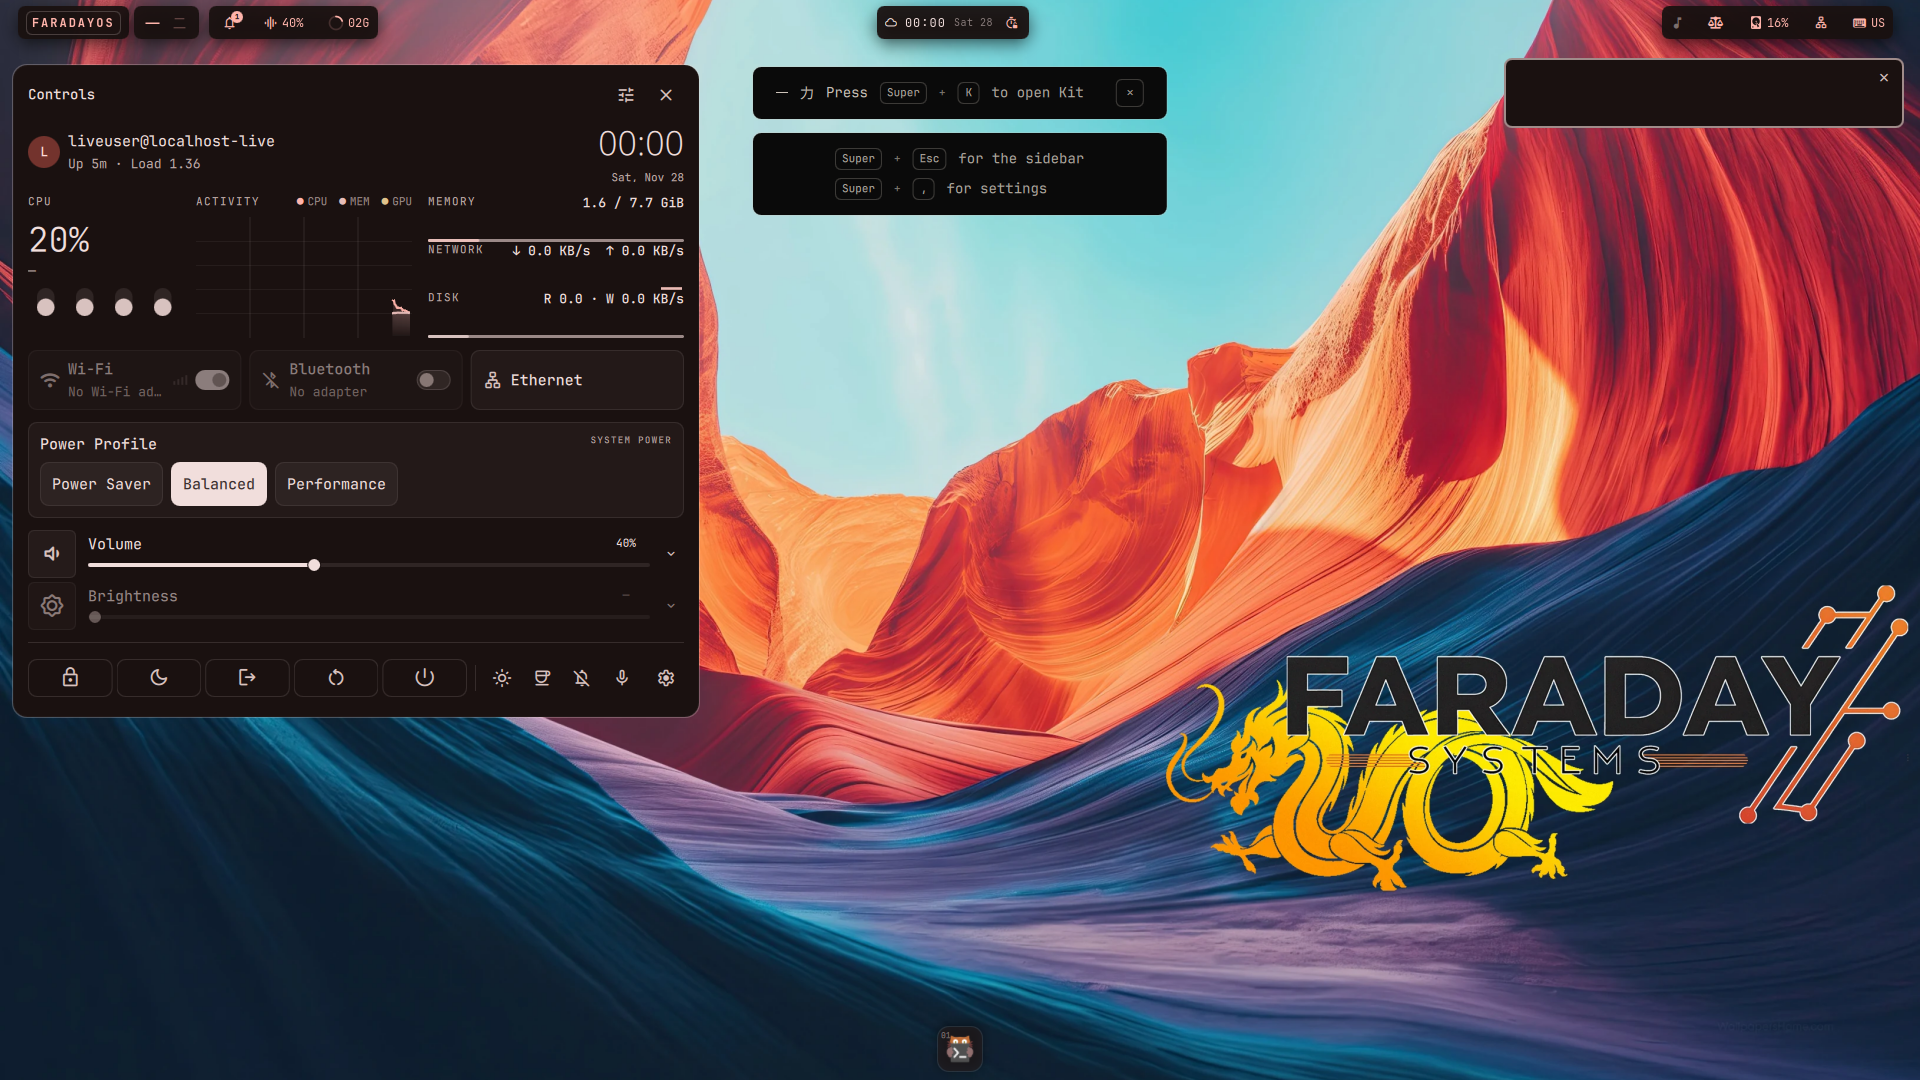 FARADAYOS
1
40%
02G
00:00 Sat 28
16%
US
Controls
liveuser@localhost-live
Up 5m · Load 1.36
00:00
Sat, Nov 28
CPU
20%
—
ACTIVITY
CPU MEM GPU
MEMORY
1.6 / 7.7 GiB
NETWORK
↓ 0.0 KB/s ↑ 0.0 KB/s
DISK
R 0.0 · W 0.0 KB/s
Wi-Fi
No Wi-Fi ad…
Bluetooth
No adapter
Ethernet
Power Profile
SYSTEM POWER
Power Saver
Balanced
Performance
Volume
40%
Brightness
—
一 力 Press Super + K to open Kit
Super + Esc for the sidebar
Super + , for settings
FARADAY
SYSTEMS
01